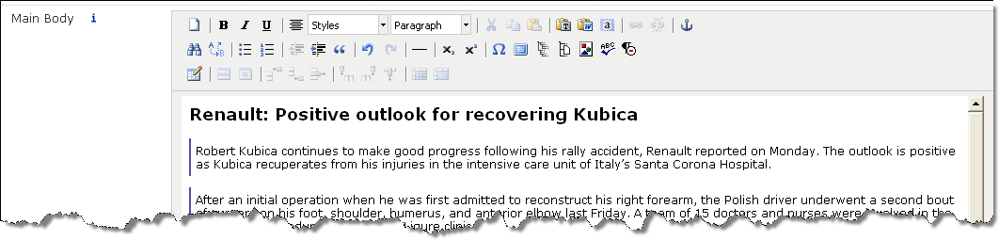 Main Body i
B I U Styles Paragraph
Renault: Positive outlook for recovering Kubica
Robert Kubica continues to make good progress following his rally accident, Renault reported on Monday. The outlook is positive
as Kubica recuperates from his injuries in the intensive care unit of Italy’s Santa Corona Hospital.
After an initial operation when he was first admitted to reconstruct his right forearm, the Polish driver underwent a second bout
on his foot, shoulder, humerus, and anterior elbow last Friday. A team of 15 doctors and nurses were involved in the